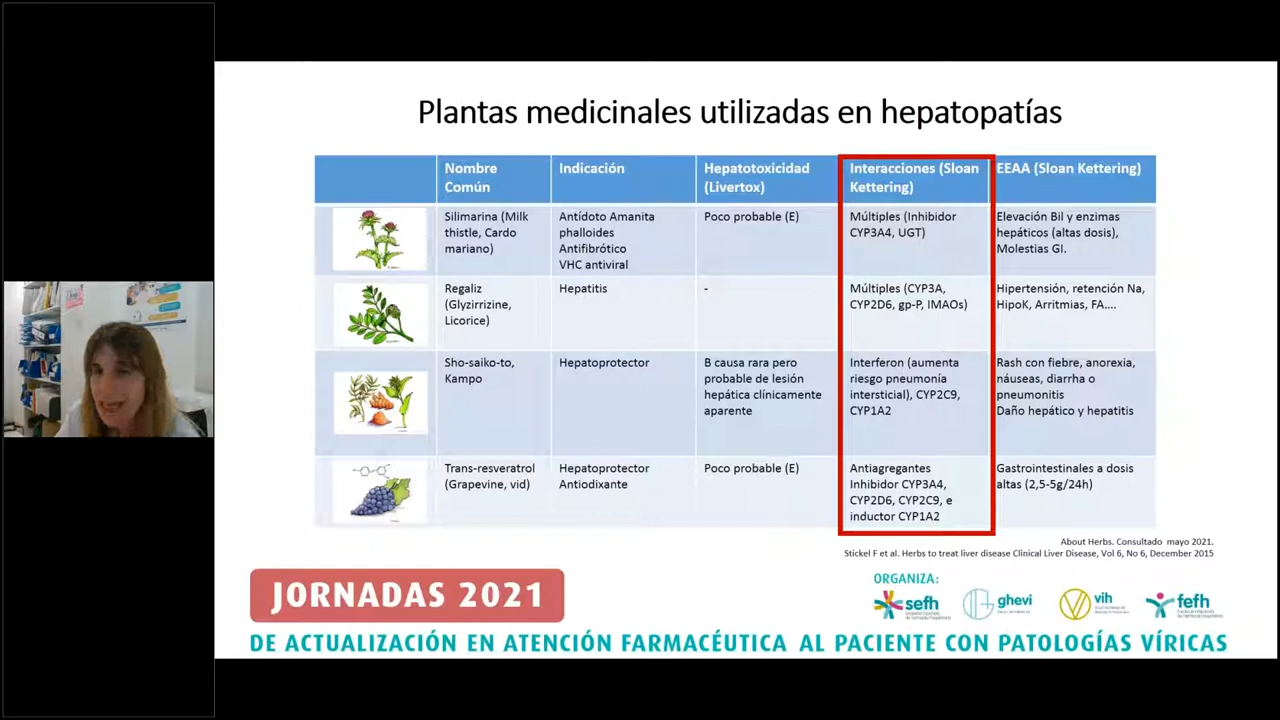 Plantas medicinales utilizadas en hepatopatías
Nombre
Común
Indicación
Hepatotoxicidad
(Livertox)
Interacciones (Sloan
Kettering)
EEAA (Sloan Kettering)
Silimarina (Milk
thistle, Cardo
mariano)
Antídoto Amanita
phalloides
Antifibrótico
VHC antiviral
Poco probable (E)
Múltiples (Inhibidor
CYP3A4, UGT)
Elevación Bil y enzimas
hepáticos (altas dosis),
Molestias GI.
Regaliz
(Glyzirrizine,
Licorice)
Hepatitis
-
Múltiples (CYP3A,
CYP2D6, gp-P, IMAOs)
Hipertensión, retención Na,
HipoK, Arritmias, FA....
Sho-saiko-to,
Kampo
Hepatoprotector
B causa rara pero
probable de lesión
hepática clínicamente
aparente
Interferon (aumenta
riesgo pneumonía
intersticial), CYP2C9,
CYP1A2
Rash con fiebre, anorexia,
náuseas, diarrha o
pneumonitis
Daño hepático y hepatitis
Trans-resveratrol
(Grapevine, vid)
Hepatoprotector
Antiodixante
Poco probable (E)
Antiagregantes
Inhibidor CYP3A4,
CYP2D6, CYP2C9, e
inductor CYP1A2
Gastrointestinales a dosis
altas (2,5-5g/24h)
About Herbs. Consultado mayo 2021.
Stickel F et al. Herbs to treat liver disease Clinical Liver Disease, Vol 6, No 6, December 2015
JORNADAS 2021
ORGANIZA:
sefh
ghevi
vih
fefh
DE ACTUALIZACIÓN EN ATENCIÓN FARMACÉUTICA AL PACIENTE CON PATOLOGÍAS VÍRICAS